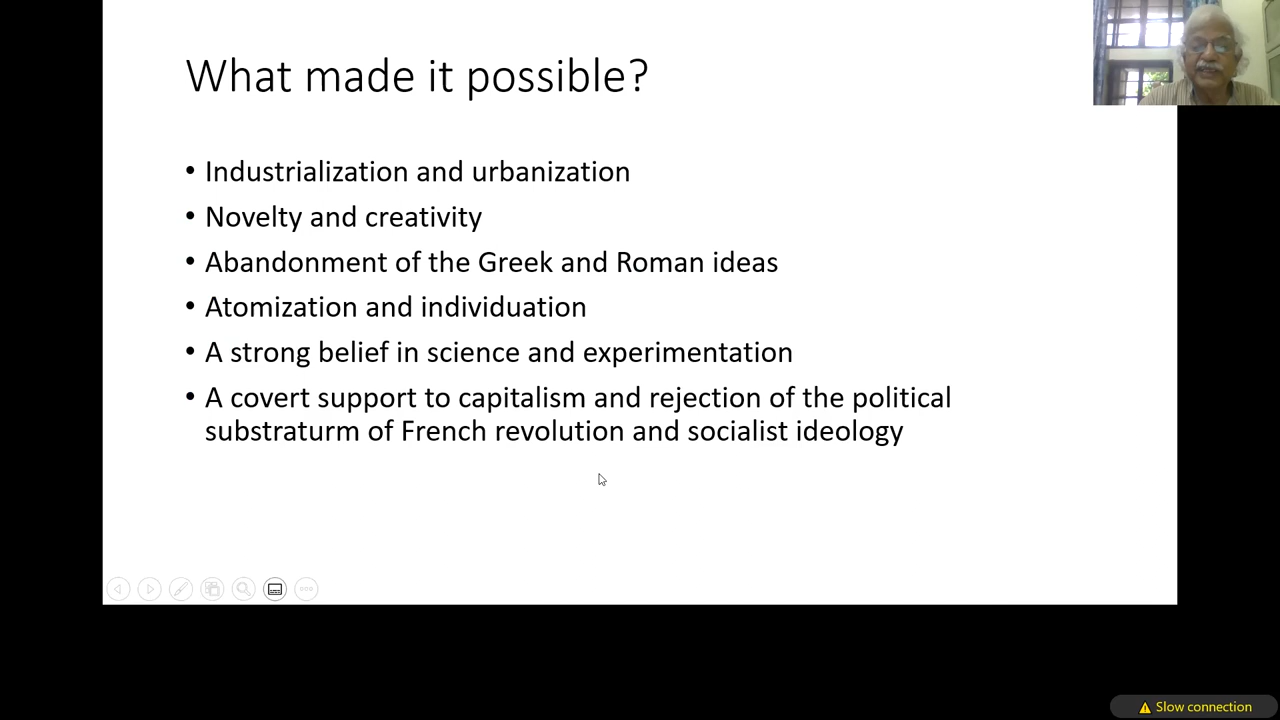 What made it possible?
• Industrialization and urbanization
• Novelty and creativity
• Abandonment of the Greek and Roman ideas
• Atomization and individuation
• A strong belief in science and experimentation
• A covert support to capitalism and rejection of the political
substraturm of French revolution and socialist ideology
Slow connection